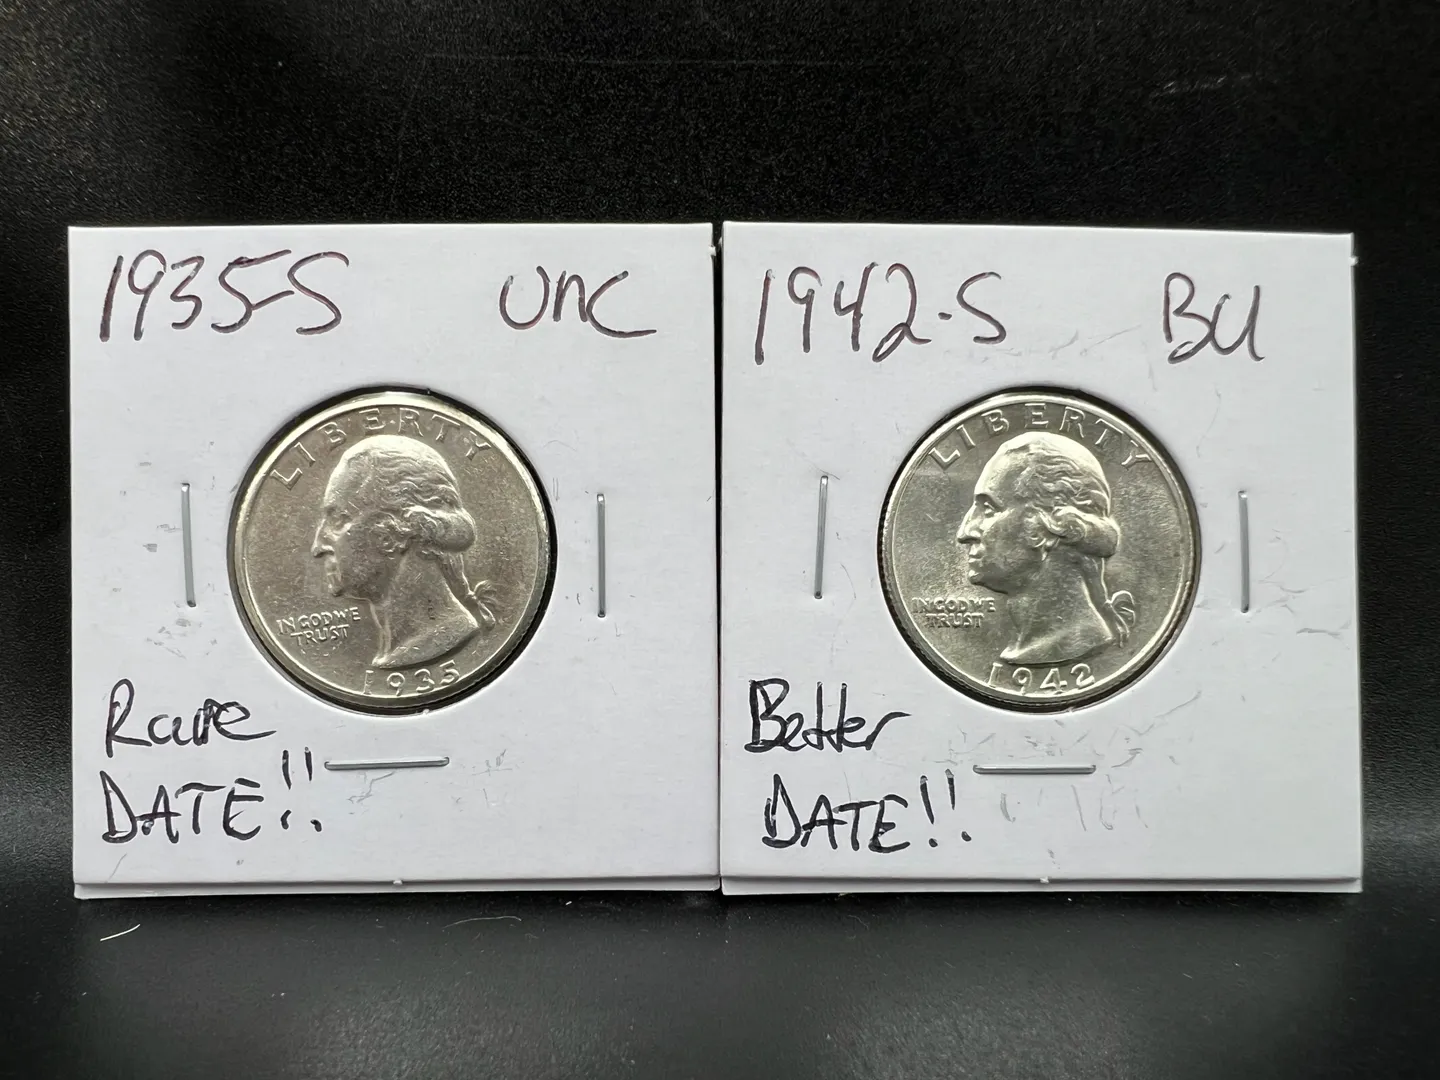 1935-S UNC
LIBERTY
IN GOD WE
TRUST
1935
Rare
DATE!!
1942-S BU
LIBERTY
IN GOD WE
TRUST
1942
Better
DATE!!